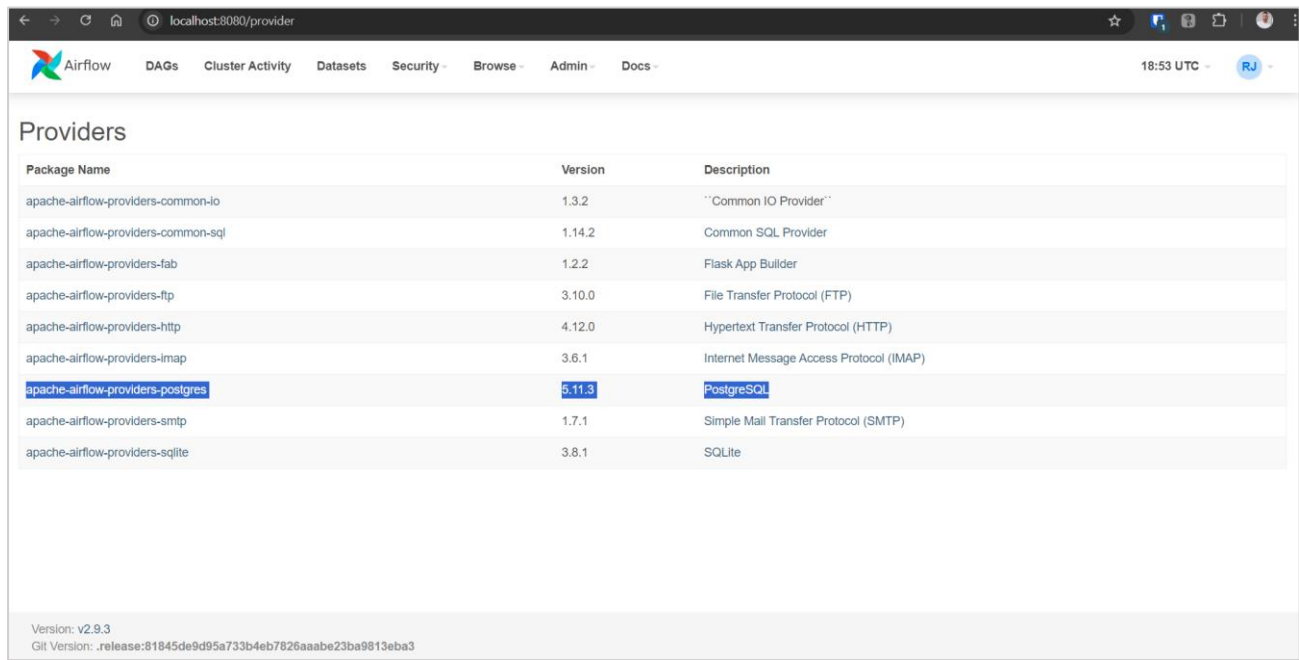 localhost:8080/provider
1
Airflow DAGs Cluster Activity Datasets Security Browse Admin Docs 18:53 UTC RJ
Providers
Package Name Version Description
apache-airflow-providers-common-io 1.3.2 ``Common IO Provider``
apache-airflow-providers-common-sql 1.14.2 Common SQL Provider
apache-airflow-providers-fab 1.2.2 Flask App Builder
apache-airflow-providers-ftp 3.10.0 File Transfer Protocol (FTP)
apache-airflow-providers-http 4.12.0 Hypertext Transfer Protocol (HTTP)
apache-airflow-providers-imap 3.6.1 Internet Message Access Protocol (IMAP)
apache-airflow-providers-postgres 5.11.3 PostgreSQL
apache-airflow-providers-smtp 1.7.1 Simple Mail Transfer Protocol (SMTP)
apache-airflow-providers-sqlite 3.8.1 SQLite
Version: v2.9.3
Git Version: .release:81845de9d95a733b4eb7826aaabe23ba9813eba3